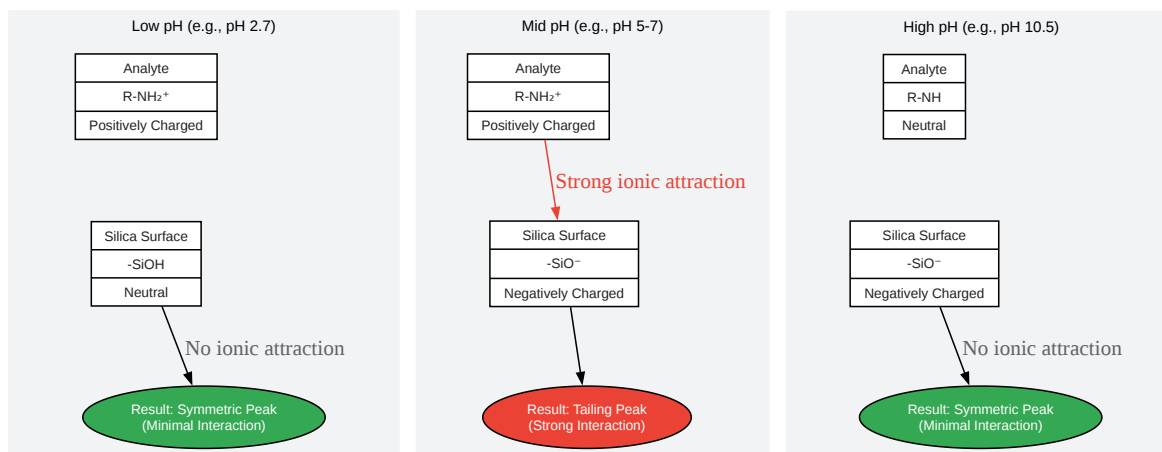 Low pH (e.g., pH 2.7)
Analyte
R-NH₂⁺
Positively Charged
Silica Surface
-SiOH
Neutral
No ionic attraction
Result: Symmetric Peak
(Minimal Interaction)
Mid pH (e.g., pH 5-7)
Analyte
R-NH₂⁺
Positively Charged
Strong ionic attraction
Silica Surface
-SiO⁻
Negatively Charged
Result: Tailing Peak
(Strong Interaction)
High pH (e.g., pH 10.5)
Analyte
R-NH
Neutral
Silica Surface
-SiO⁻
Negatively Charged
No ionic attraction
Result: Symmetric Peak
(Minimal Interaction)